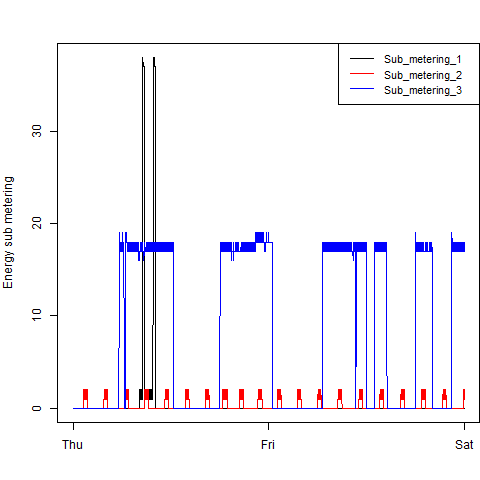 Sub_metering_1
Sub_metering_2
Sub_metering_3
Energy sub metering
30
20
10
0
Thu Fri Sat